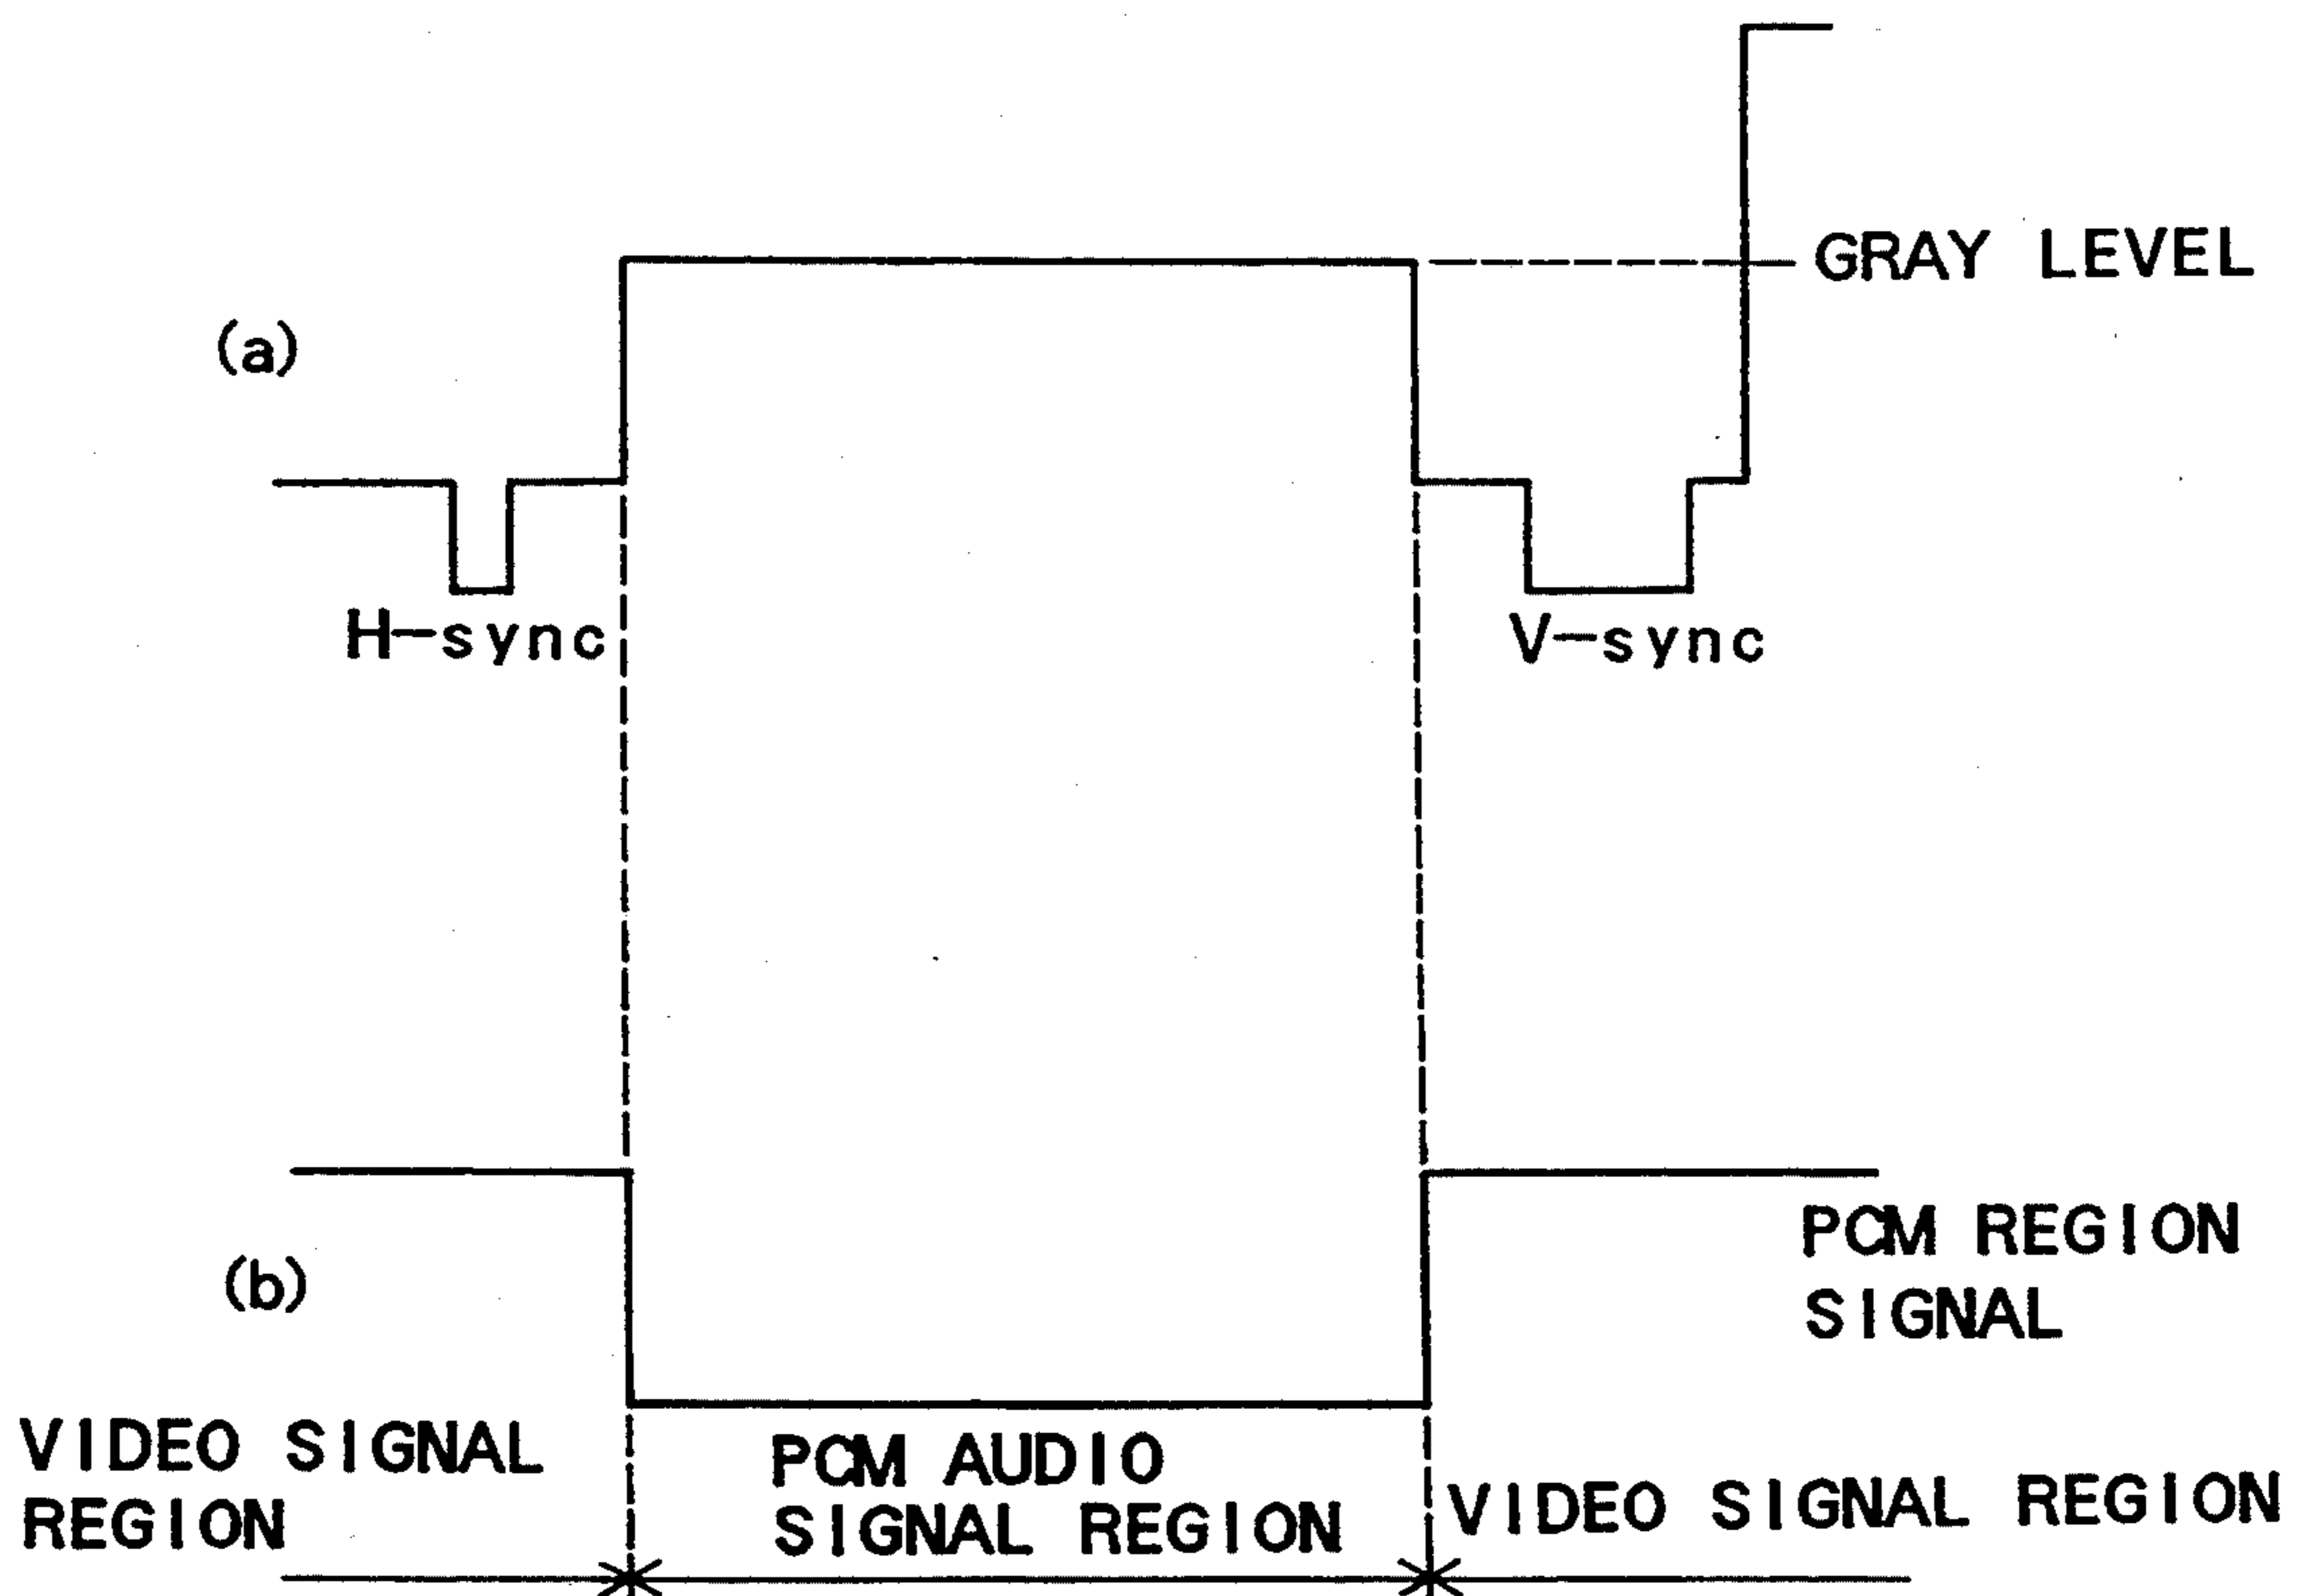 GRAY LEVEL
(a)
H-sync
V-sync
PCM REGION
SIGNAL
(b)
VIDEO SIGNAL
REGION
PCM AUDIO
SIGNAL REGION
VIDEO SIGNAL REGION